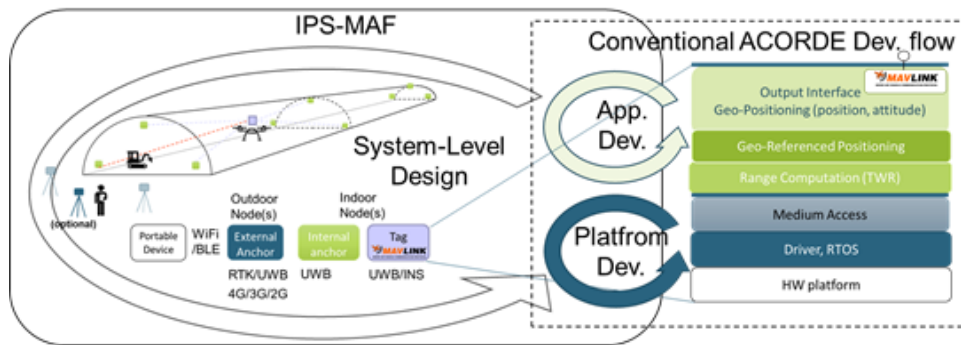 IPS-MAF
Conventional ACORDE Dev. flow
MAVLINK
Output Interface
Geo-Positioning (position, attitude)
App.
Dev.
Geo-Referenced Positioning
System-Level
Design
Range Computation (TWR)
(optional)
Outdoor
Node(s)
Indoor
Node(s)
Medium Access
Portable
Device
WiFi
/BLE
External
Anchor
Internal
anchor
Tag
MAVLINK
Platfrom
Dev.
Driver, RTOS
RTK/UWB
4G/3G/2G
UWB
UWB/INS
HW platform